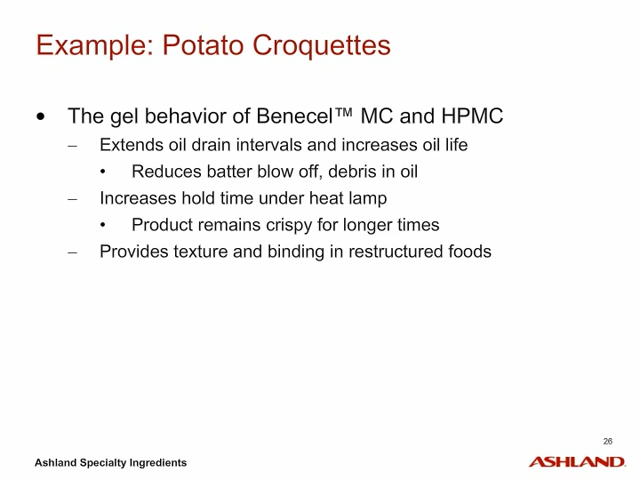 Example: Potato Croquettes
• The gel behavior of Benecel™ MC and HPMC
– Extends oil drain intervals and increases oil life
• Reduces batter blow off, debris in oil
– Increases hold time under heat lamp
• Product remains crispy for longer times
– Provides texture and binding in restructured foods
26
Ashland Specialty Ingredients
ASHLAND